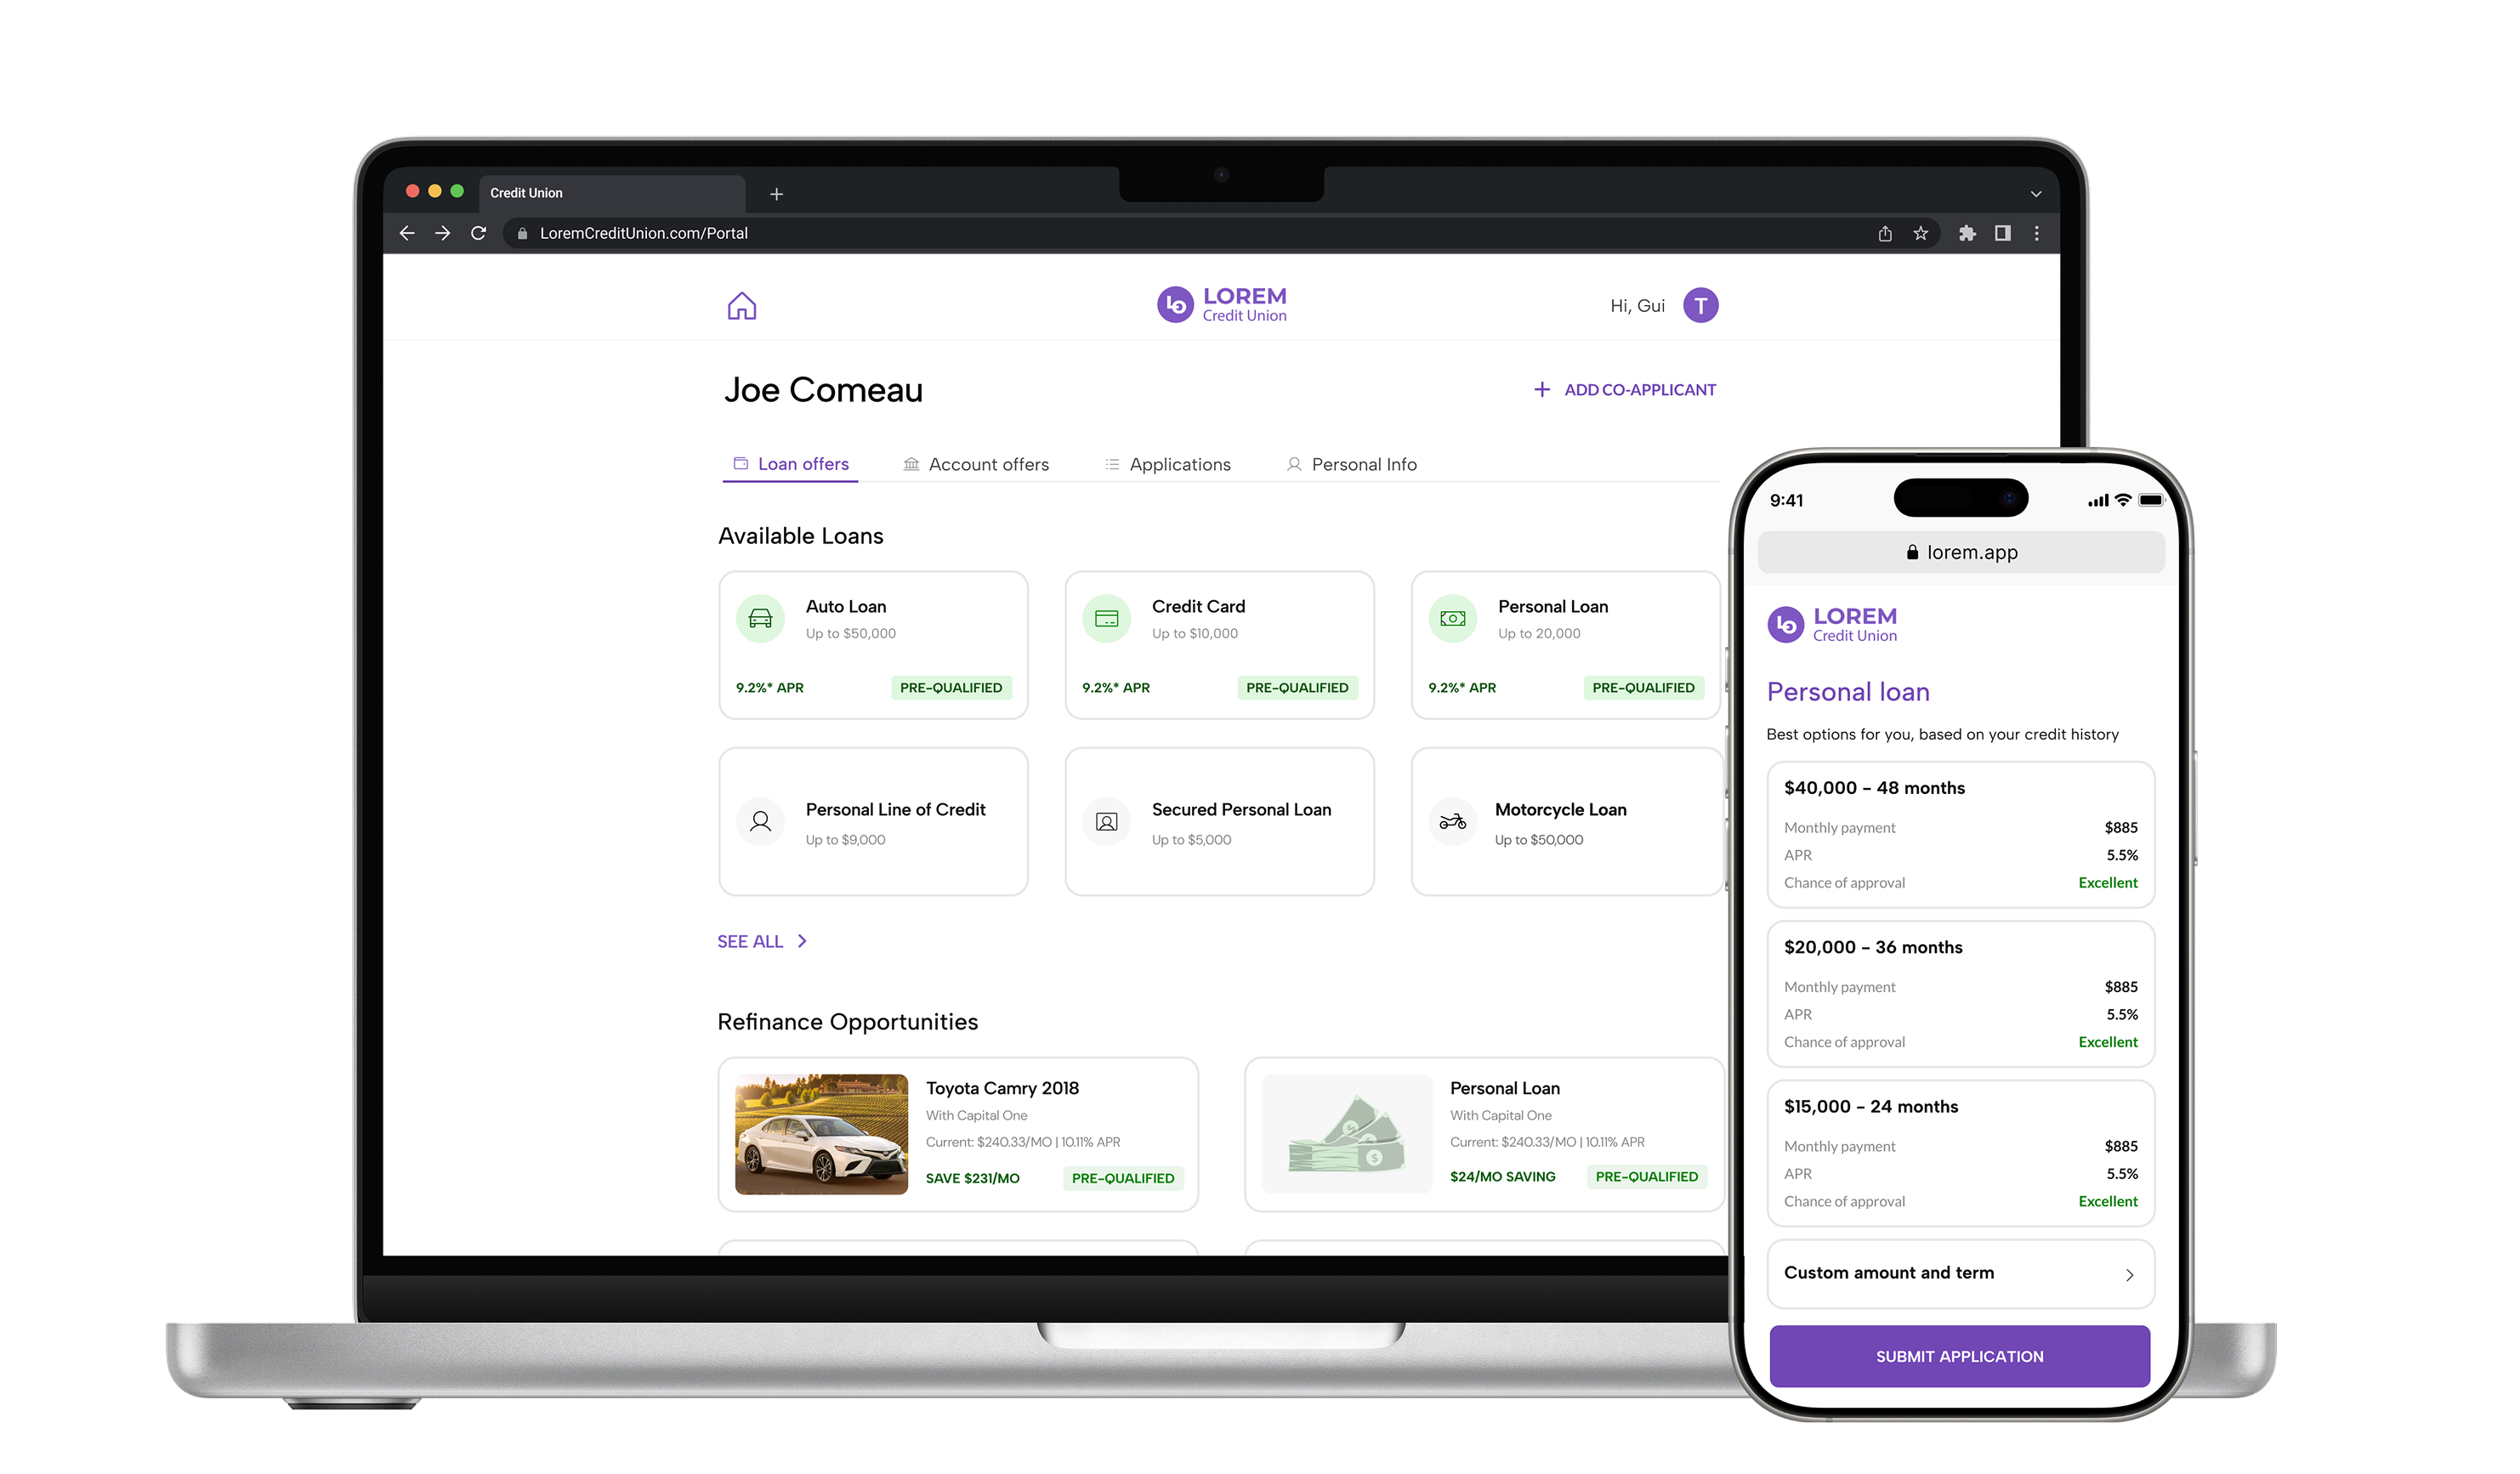 Credit Union
LoremCreditUnion.com/Portal
LOREM
Credit Union
Hi, Gui
T
Joe Comeau
ADD CO-APPLICANT
Loan offers
Account offers
Applications
Personal Info
Available Loans
Auto Loan
Up to $50,000
9.2%* APR
PRE-QUALIFIED
Credit Card
Up to $10,000
9.2%* APR
PRE-QUALIFIED
Personal Loan
Up to 20,000
9.2%* APR
PRE-QUALIFIED
Personal Line of Credit
Up to $9,000
Secured Personal Loan
Up to $5,000
Motorcycle Loan
Up to $50,000
SEE ALL
Refinance Opportunities
Toyota Camry 2018
With Capital One
Current: $240.33/MO | 10.11% APR
SAVE $231/MO
PRE-QUALIFIED
Personal Loan
With Capital One
Current: $240.33/MO | 10.11% APR
$24/MO SAVING
PRE-QUALIFIED
9:41
lorem.app
LOREM
Credit Union
Personal loan
Best options for you, based on your credit history
$40,000 - 48 months
Monthly payment $885
APR 5.5%
Chance of approval Excellent
$20,000 - 36 months
Monthly payment $885
APR 5.5%
Chance of approval Excellent
$15,000 - 24 months
Monthly payment $885
APR 5.5%
Chance of approval Excellent
Custom amount and term
SUBMIT APPLICATION